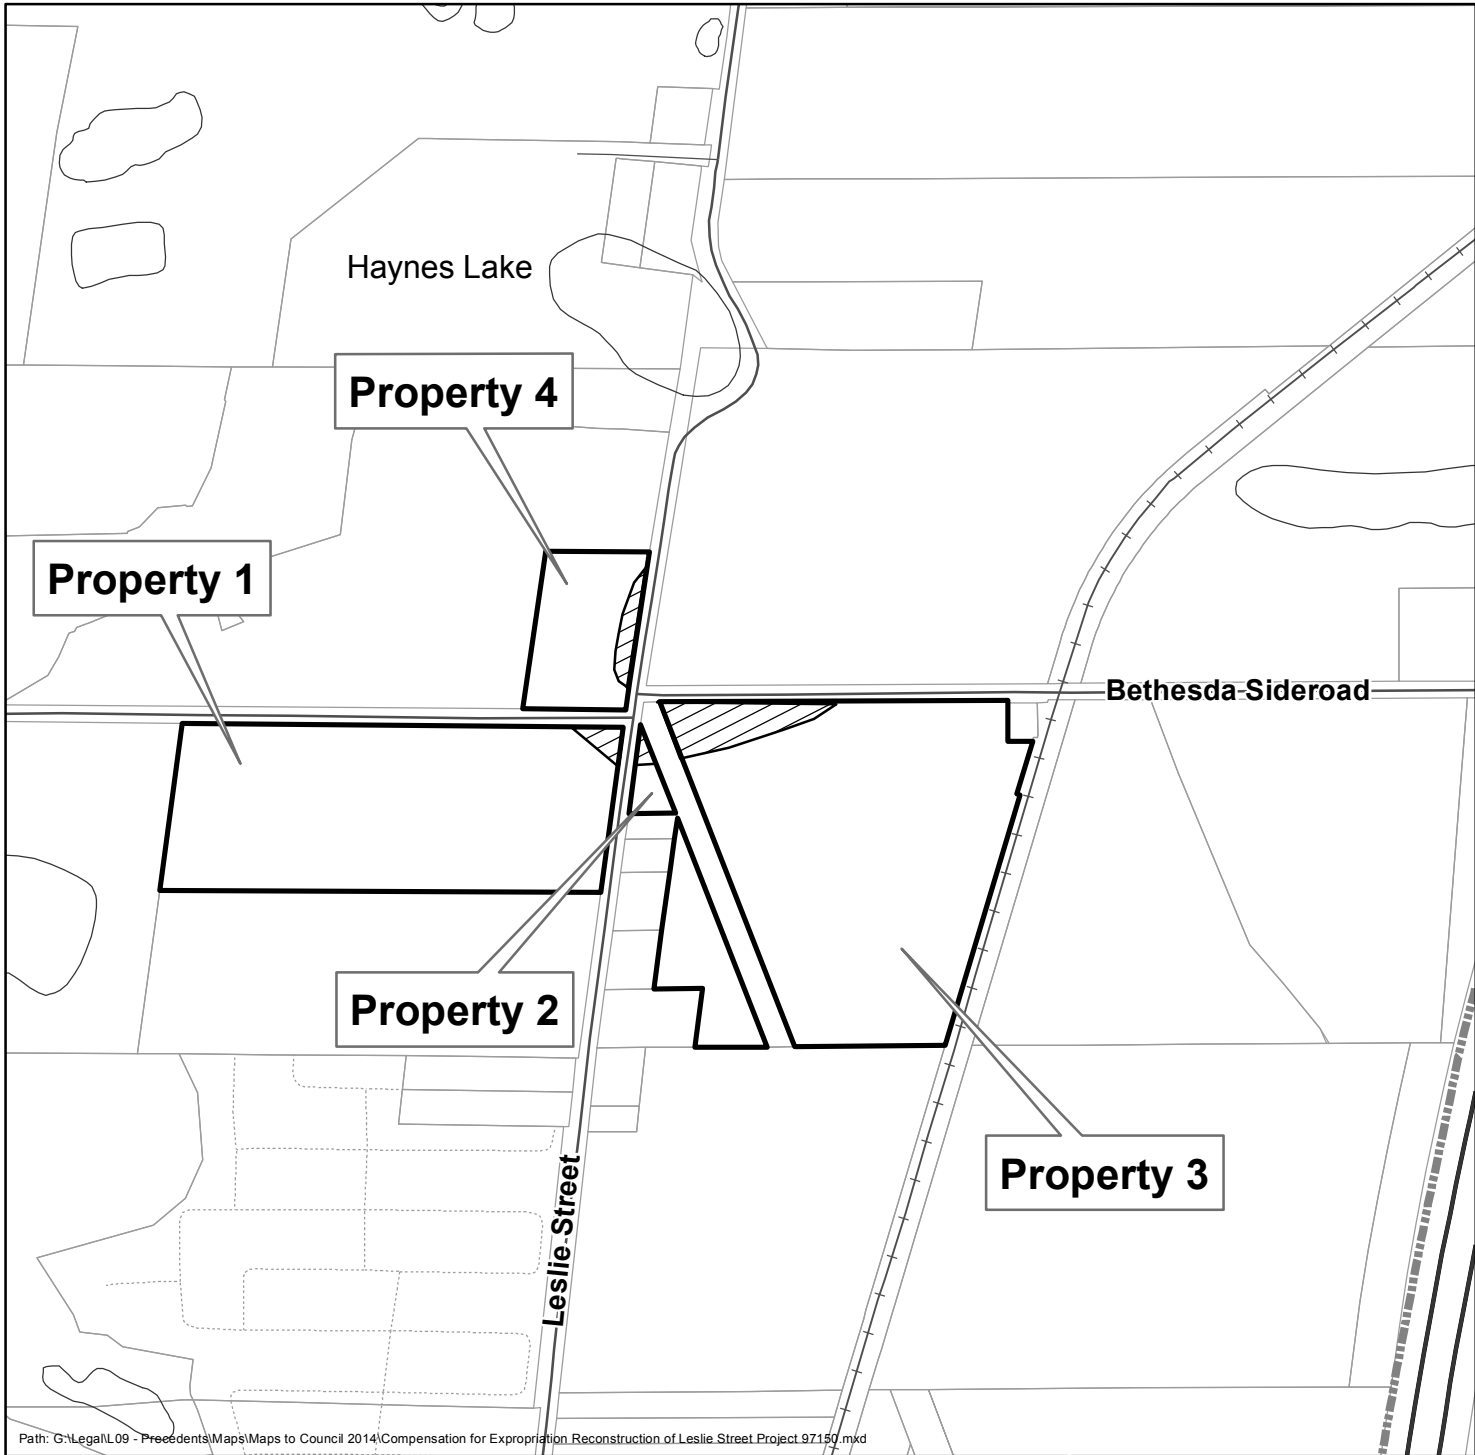 Haynes Lake
Property 4
Property 1
Bethesda Sideroad
Property 2
Property 3
Leslie Street
Path: G:\Legal\L09 - Precedents\Maps\Maps to Council 2014\Compensation for Expropriation Reconstruction of Leslie Street Project 97150.mxd